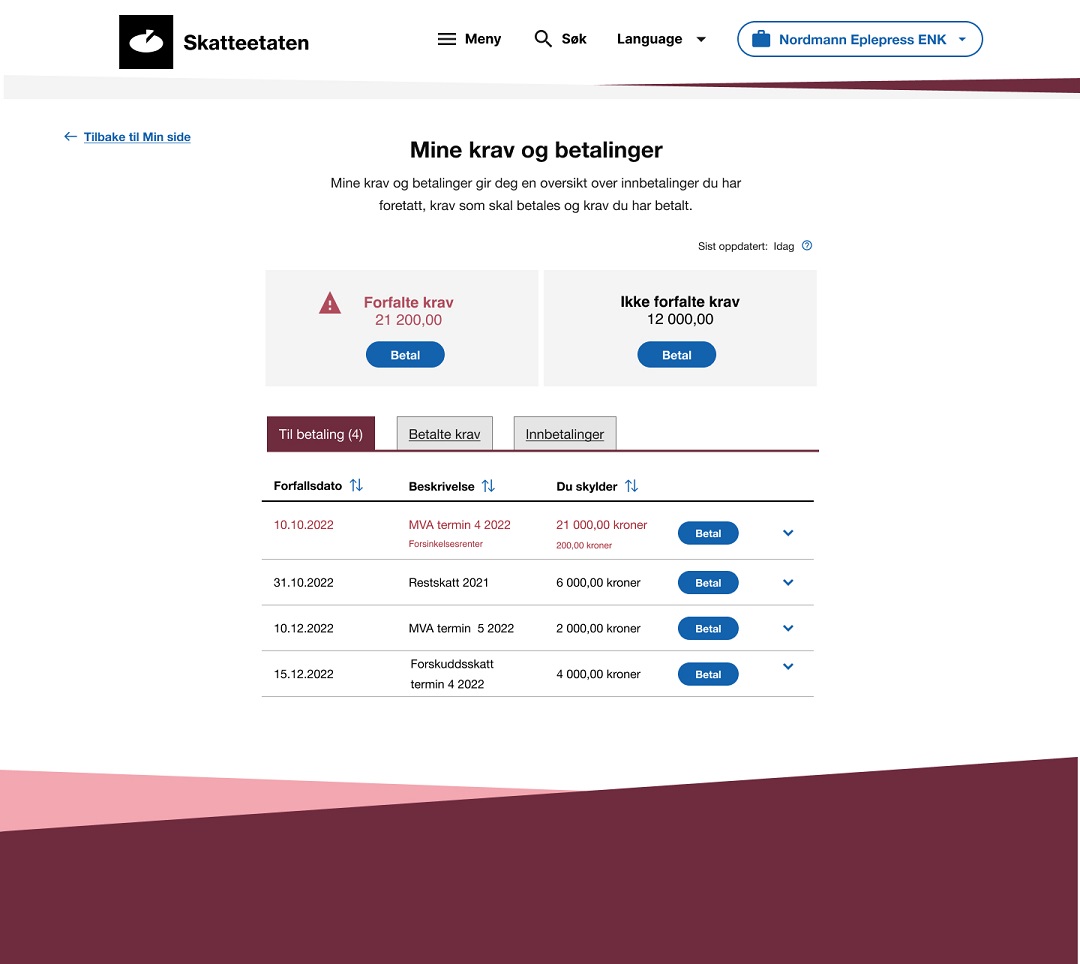 Skatteetaten
Meny
Søk
Language
Nordmann Eplepress ENK
Tilbake til Min side
Mine krav og betalinger
Mine krav og betalinger gir deg en oversikt over innbetalinger du har
foretatt, krav som skal betales og krav du har betalt.
Sist oppdatert: Idag
Forfalte krav
21 200,00
Betal
Ikke forfalte krav
12 000,00
Betal
Til betaling (4)
Betalte krav
Innbetalinger
Forfallsdato
Beskrivelse
Du skylder
10.10.2022 MVA termin 4 2022 21 000,00 kroner
Forsinkelsesrenter 200,00 kroner
Betal
31.10.2022 Restskatt 2021 6 000,00 kroner Betal
10.12.2022 MVA termin  5 2022 2 000,00 kroner Betal
Forskuddsskatt
15.12.2022 termin 4 2022 4 000,00 kroner Betal